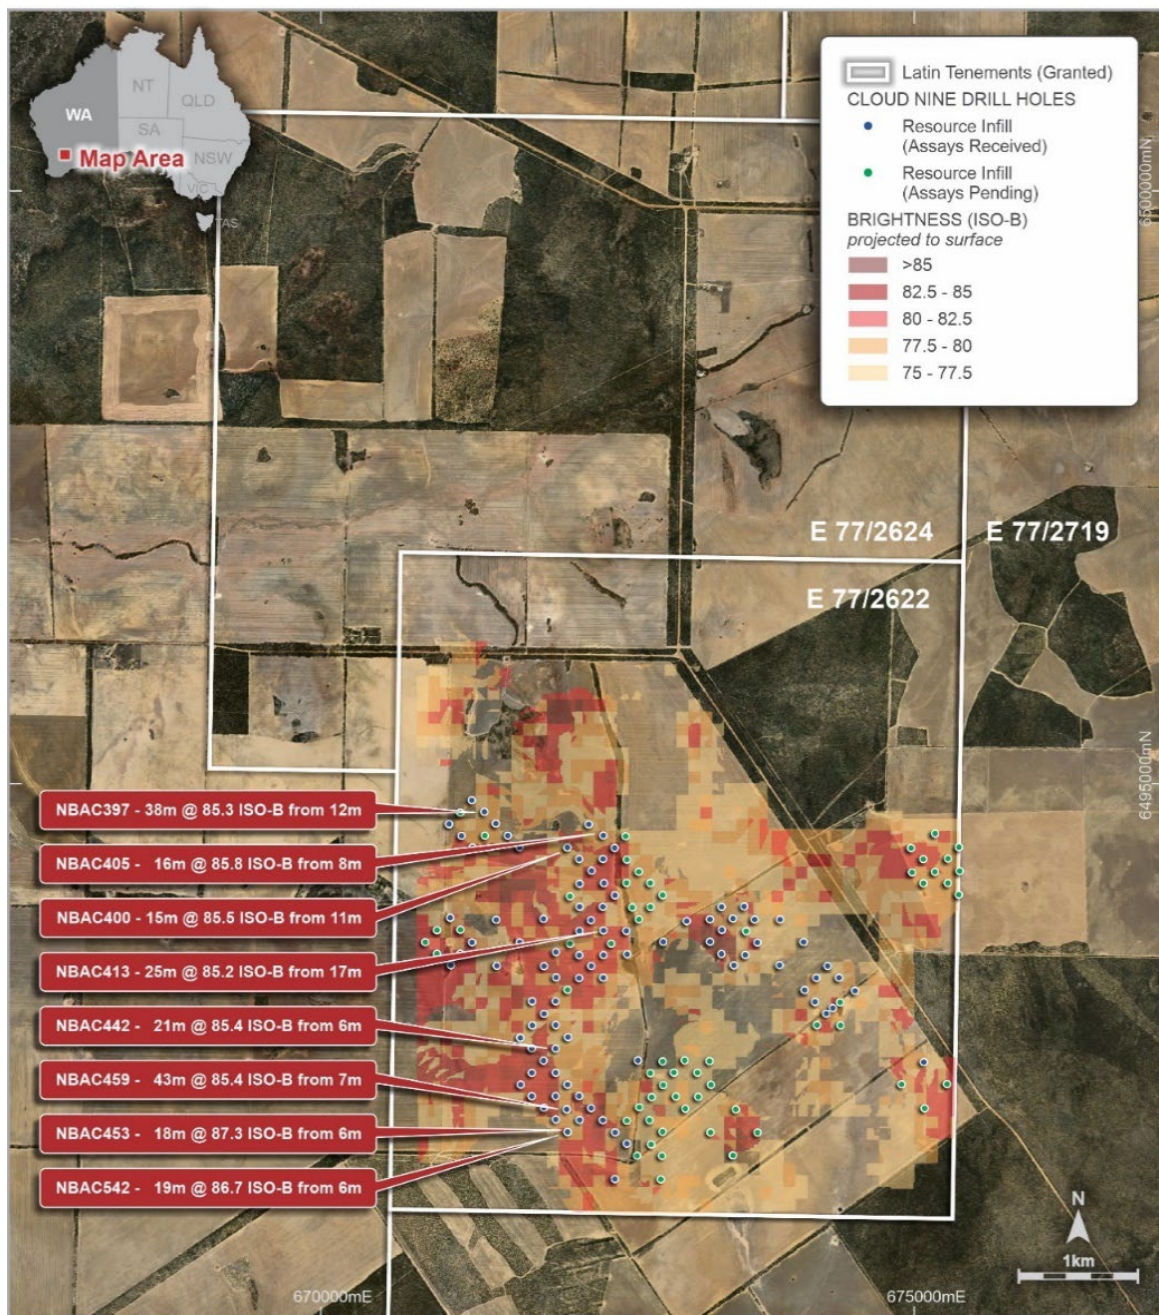 NT
QLD
WA
SA
NSW
VIC
TAS
Map Area
Latin Tenements (Granted)
CLOUD NINE DRILL HOLES
Resource Infill
(Assays Received)
Resource Infill
(Assays Pending)
BRIGHTNESS (ISO-B)
projected to surface
>85
82.5 - 85
80 - 82.5
77.5 - 80
75 - 77.5
6500000mN
E 77/2624
E 77/2719
E 77/2622
6495000mN
NBAC397 - 38m @ 85.3 ISO-B from 12m
NBAC405 - 16m @ 85.8 ISO-B from 8m
NBAC400 - 15m @ 85.5 ISO-B from 11m
NBAC413 - 25m @ 85.2 ISO-B from 17m
NBAC442 - 21m @ 85.4 ISO-B from 6m
NBAC459 - 43m @ 85.4 ISO-B from 7m
NBAC453 - 18m @ 87.3 ISO-B from 6m
NBAC542 - 19m @ 86.7 ISO-B from 6m
N
1km
670000mE
675000mE